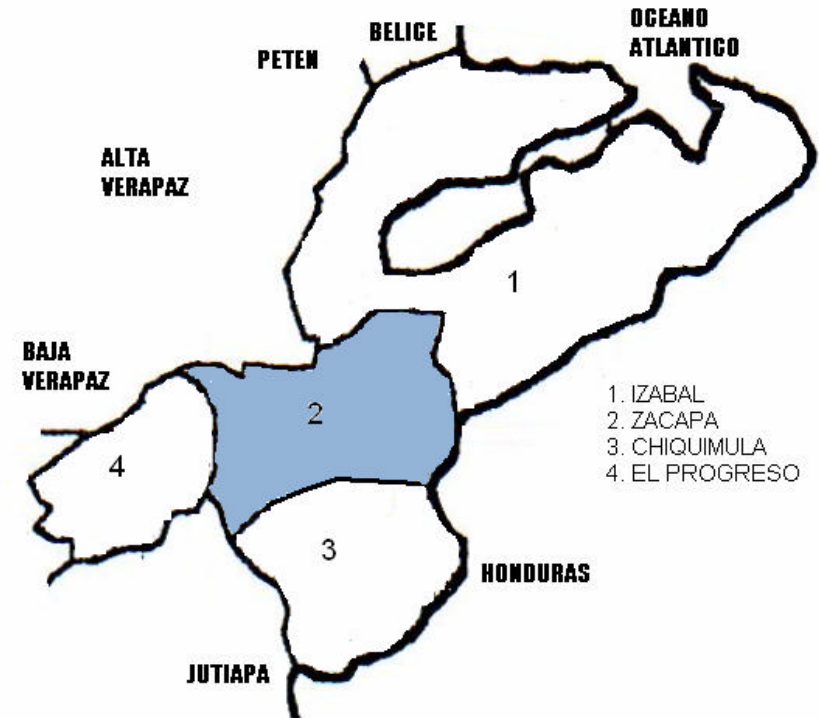 OCEANO
ATLANTICO
BELICE
PETEN
ALTA
VERAPAZ
1
BAJA
VERAPAZ
2
1. IZABAL
2. ZACAPA
3. CHIQUIMULA
4. EL PROGRESO
4
3
HONDURAS
JUTIAPA